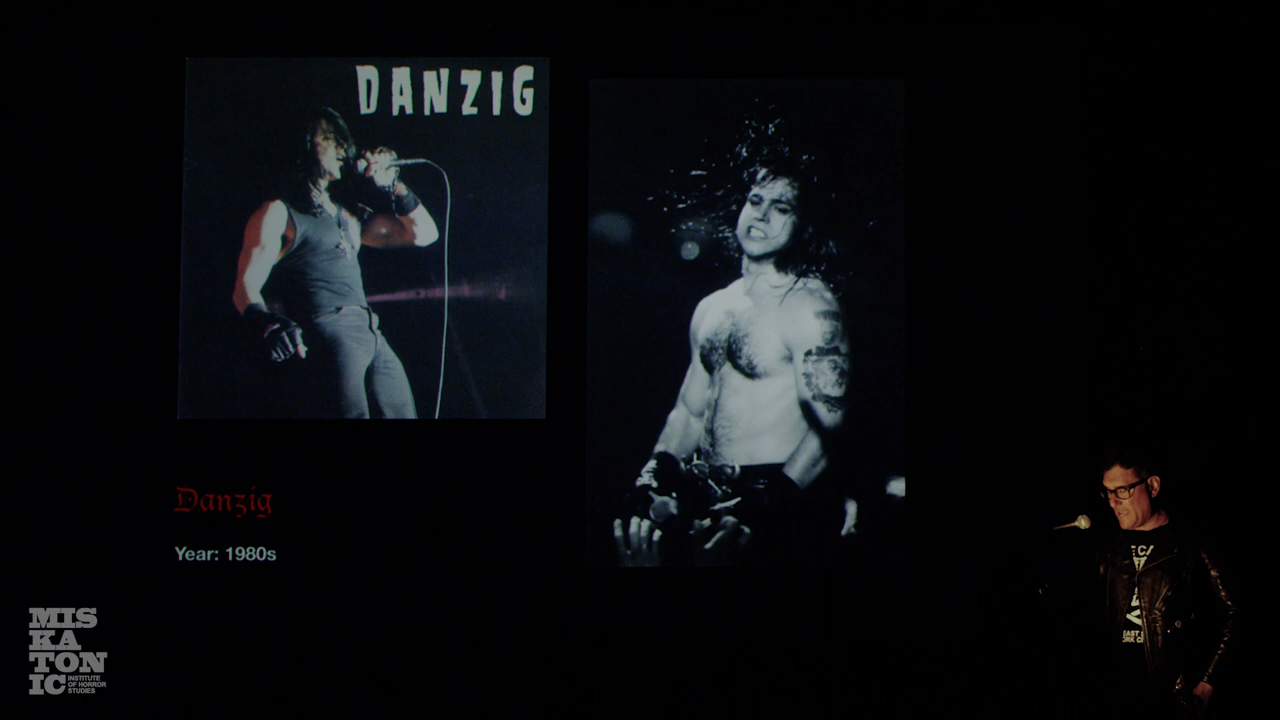 DANZIG
Danzig
Year: 1980s
MIS
KA
TON
IC INSTITUTE
OF HORROR
STUDIES